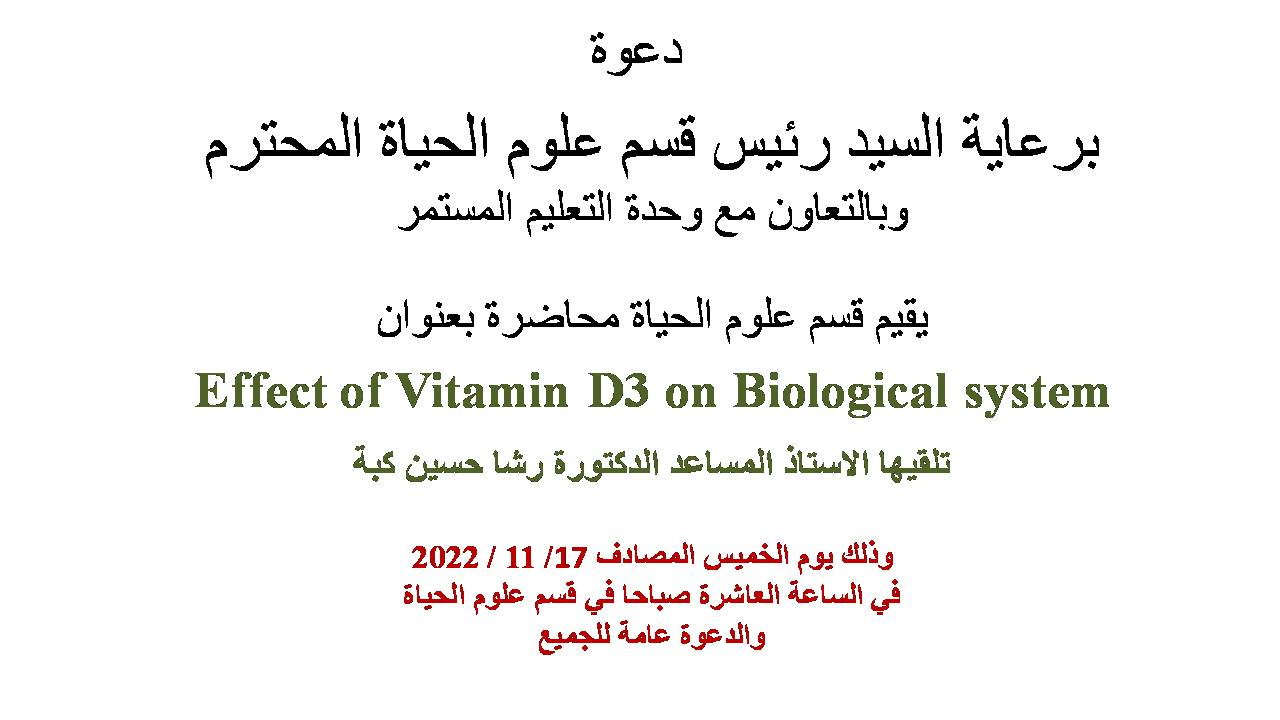 دعوة
برعاية السيد رئيس قسم علوم الحياة المحترم
وبالتعاون مع وحدة التعليم المستمر
يقيم قسم علوم الحياة محاضرة بعنوان
Effect of Vitamin D3 on Biological system
تلقيها الاستاذ المساعد الدكتورة رشا حسين كبة
وذلك يوم الخميس المصادف 17/ 11 / 2022
في الساعة العاشرة صباحا في قسم علوم الحياة
والدعوة عامة للجميع